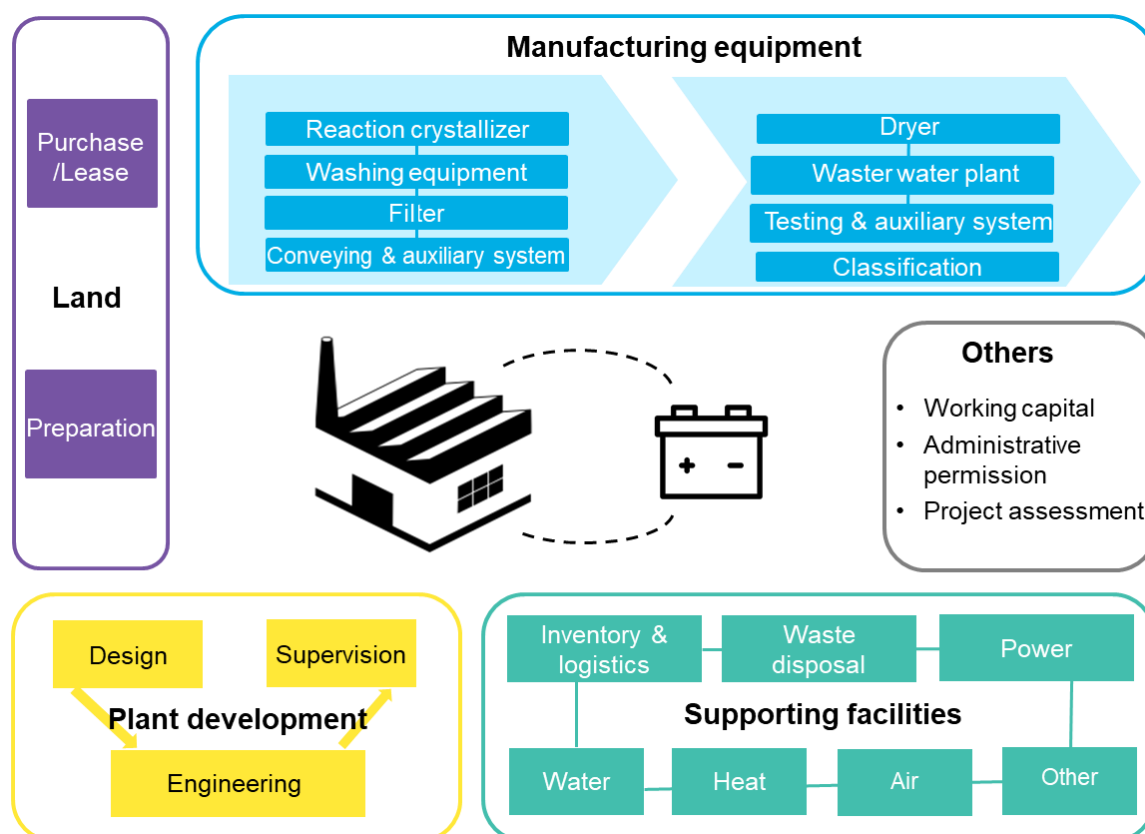 Manufacturing equipment
Reaction crystallizer
Washing equipment
Filter
Conveying & auxiliary system
Dryer
Waster water plant
Testing & auxiliary system
Classification
Purchase
/Lease
Land
Preparation
Others
• Working capital
• Administrative
permission
• Project assessment
Design
Supervision
Plant development
Engineering
Inventory &
logistics
Waste
disposal
Power
Supporting facilities
Water
Heat
Air
Other